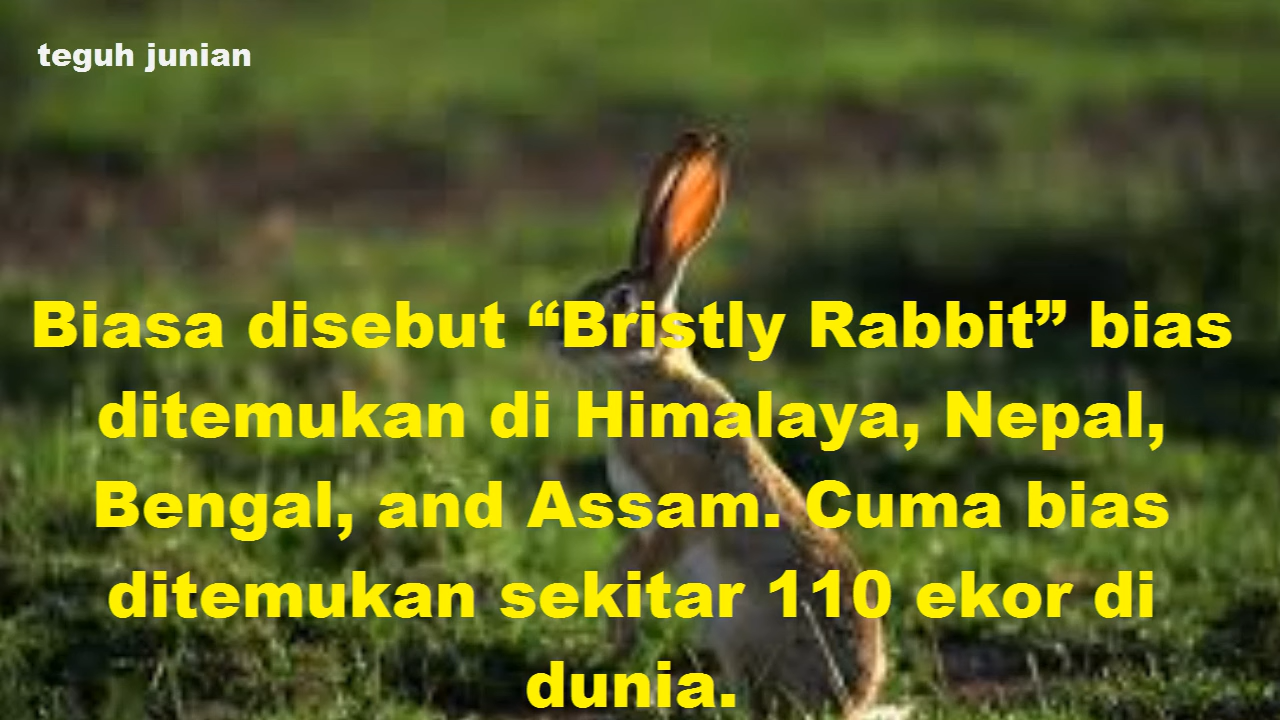 teguh junian
Biasa disebut “Bristly Rabbit” bias
ditemukan di Himalaya, Nepal,
Bengal, and Assam. Cuma bias
ditemukan sekitar 110 ekor di
dunia.